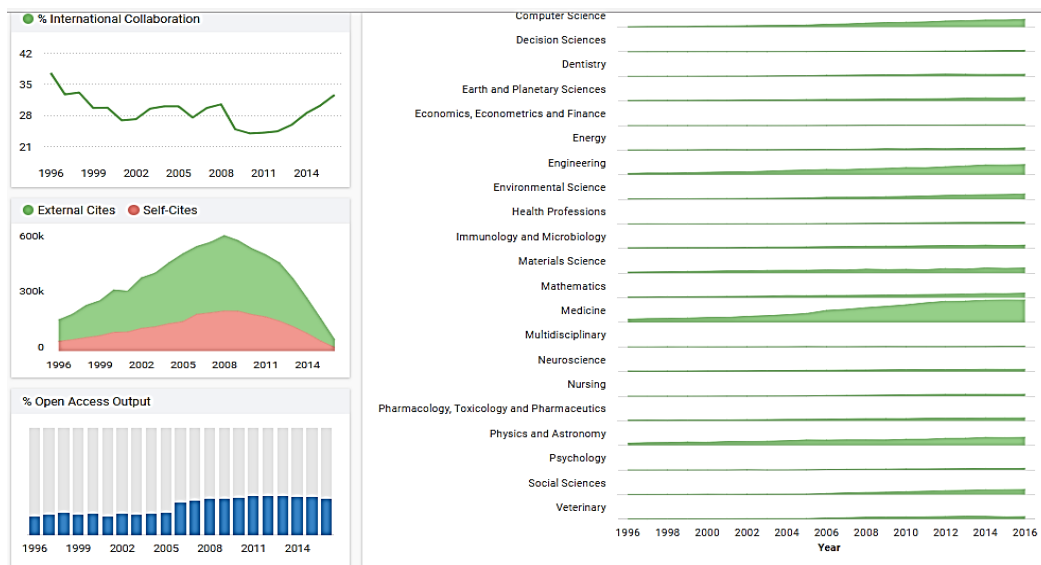 % International Collaboration
42
35
28
21
1996 1999 2002 2005 2008 2011 2014
External Cites Self-Cites
600k
300k
0
1996 1999 2002 2005 2008 2011 2014
% Open Access Output
1996 1999 2002 2005 2008 2011 2014
Computer Science
Decision Sciences
Dentistry
Earth and Planetary Sciences
Economics, Econometrics and Finance
Energy
Engineering
Environmental Science
Health Professions
Immunology and Microbiology
Materials Science
Mathematics
Medicine
Multidisciplinary
Neuroscience
Nursing
Pharmacology, Toxicology and Pharmaceutics
Physics and Astronomy
Psychology
Social Sciences
Veterinary
1996 1998 2000 2002 2004 2006 2008 2010 2012 2014 2016
Year